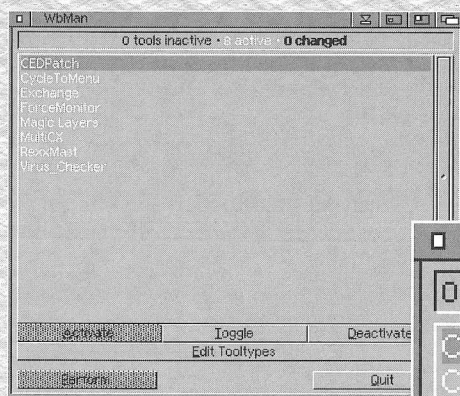 WbMan
0 tools inactive • 8 active • 0 changed
CEDPatch
CycleToMenu
Exchange
ForceMonitor
Magic Layers
MultiCX
RexxMast
Virus_Checker
Activate Toggle Deactivate
Edit Tooltypes
Perform Quit
0